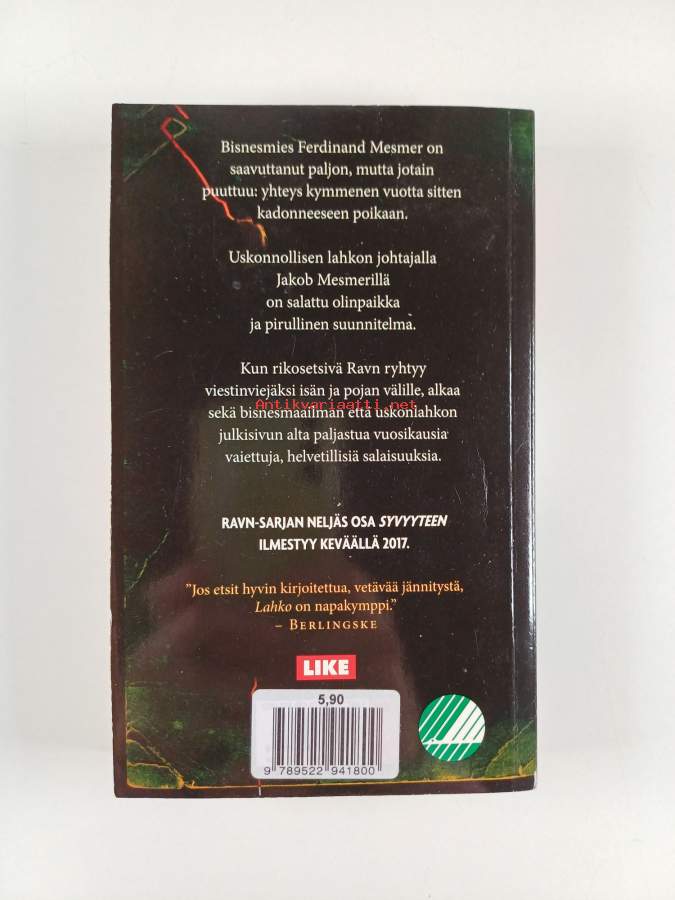 Bisnesmies Ferdinand Mesmer on
saavuttanut paljon, mutta jotain
puuttuu: yhteys kymmenen vuotta sitten
kadonneeseen poikaan.
Uskonnollisen lahkon johtajalla
Jakob Mesmerillä
on salattu olinpaikka
ja pirullinen suunnitelma.
Kun rikosetsivä Ravn ryhtyy
viestinviejäksi isän ja pojan välille, alkaa
Antikvariaatti.net
sekä bisnesmaailman että uskonlahkon
julkisivun alta paljastua vuosikausia
vaiettuja, helvetillisiä salaisuuksia.
RAVN-SARJAN NELJÄS OSA SYVYYTEEN
ILMESTYY KEVÄÄLLÄ 2017.
”Jos etsit hyvin kirjoitettua, vetävää jännitystä,
Lahko on napakymppi.”
– BERLINGSKE
LIKE
5,90
9 789522 941800